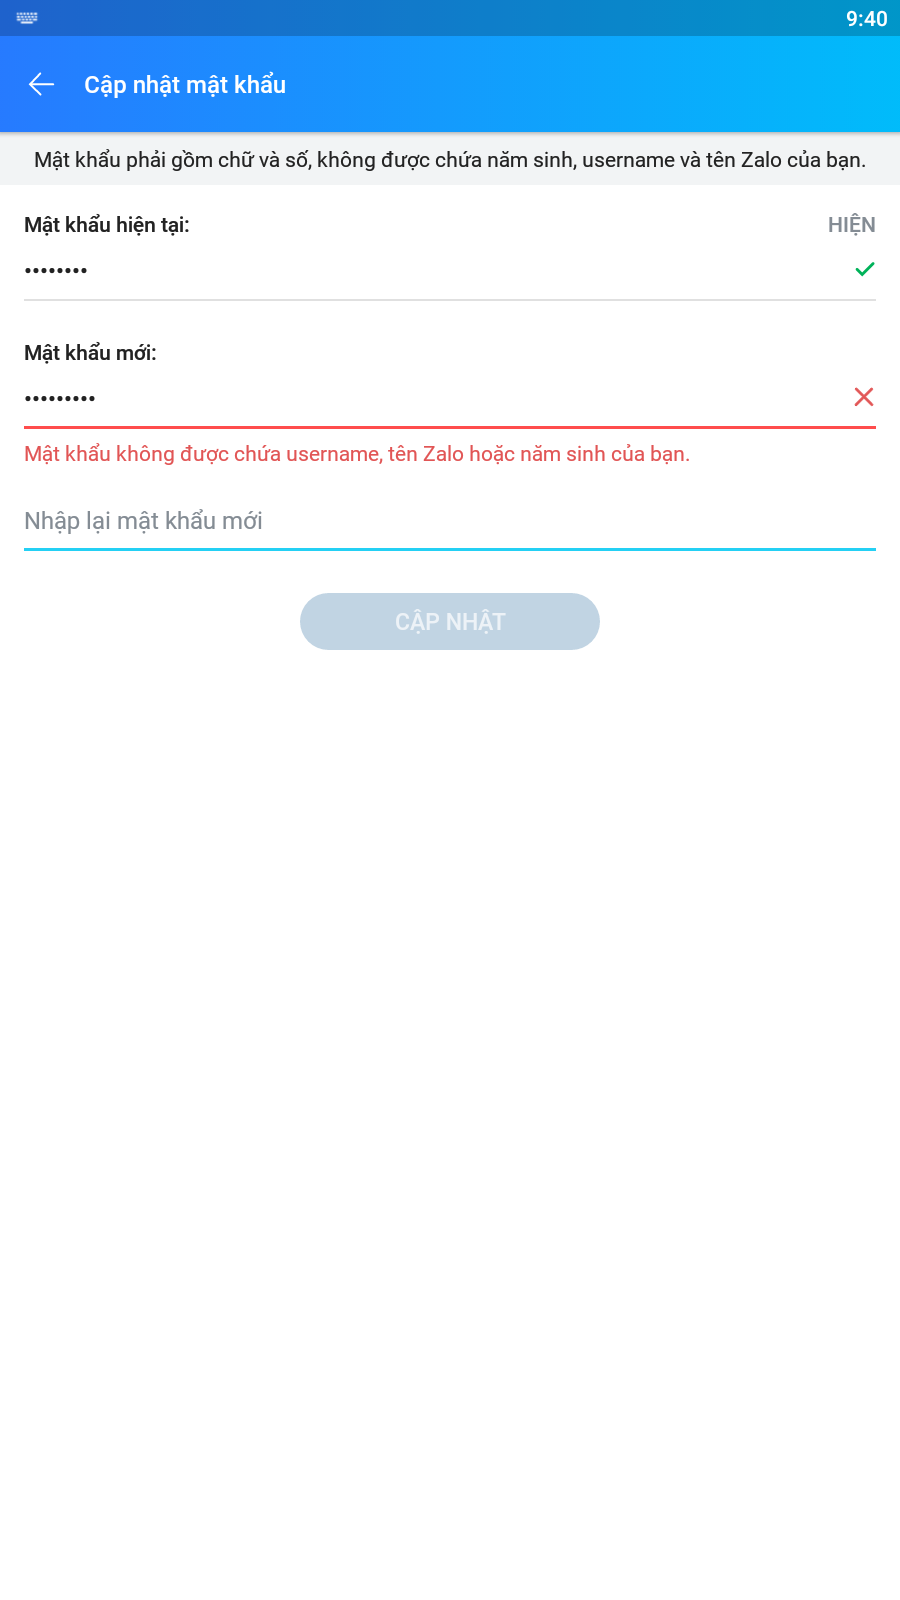 9:40
Cập nhật mật khẩu
Mật khẩu phải gồm chữ và số, không được chứa năm sinh, username và tên Zalo của bạn.
Mật khẩu hiện tại:
HIỆN
••••••••
Mật khẩu mới:
•••••••••
Mật khẩu không được chứa username, tên Zalo hoặc năm sinh của bạn.
Nhập lại mật khẩu mới
CẬP NHẬT